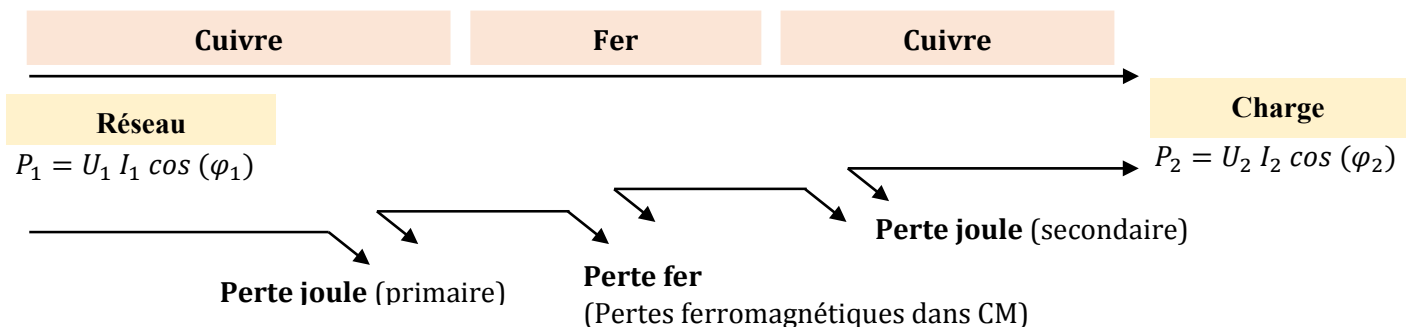 Cuivre
Fer
Cuivre
Réseau
Charge
P₁ = U₁ I₁ cos (φ₁)
P₂ = U₂ I₂ cos (φ₂)
Perte joule (secondaire)
Perte joule (primaire)
Perte fer
(Pertes ferromagnétiques dans CM)